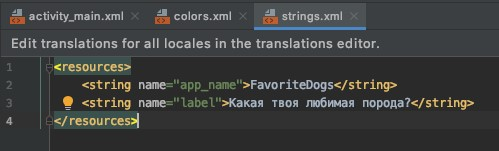 activity_main.xml colors.xml strings.xml
Edit translations for all locales in the translations editor.
1 <resources>
2 <string name="app_name">FavoriteDogs</string>
3 <string name="label">Какая твоя любимая порода?</string>
4 </resources>